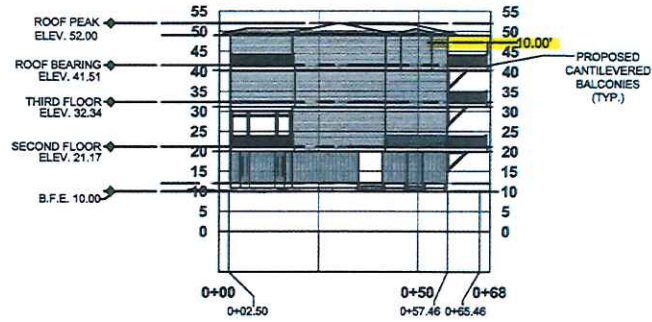 ROOF PEAK
ELEV. 52.00
ROOF BEARING
ELEV. 41.51
THIRD FLOOR
ELEV. 32.34
SECOND FLOOR
ELEV. 21.17
B.F.E. 10.00
55
50
45
40
35
30
25
20
15
10
5
0
55
50
45
40
35
30
25
20
15
10
5
0
10.00'
PROPOSED
CANTILEVERED
BALCONIES
(TYP.)
0+00
0+50
0+68
0+02.50
0+57.46
0+65.46